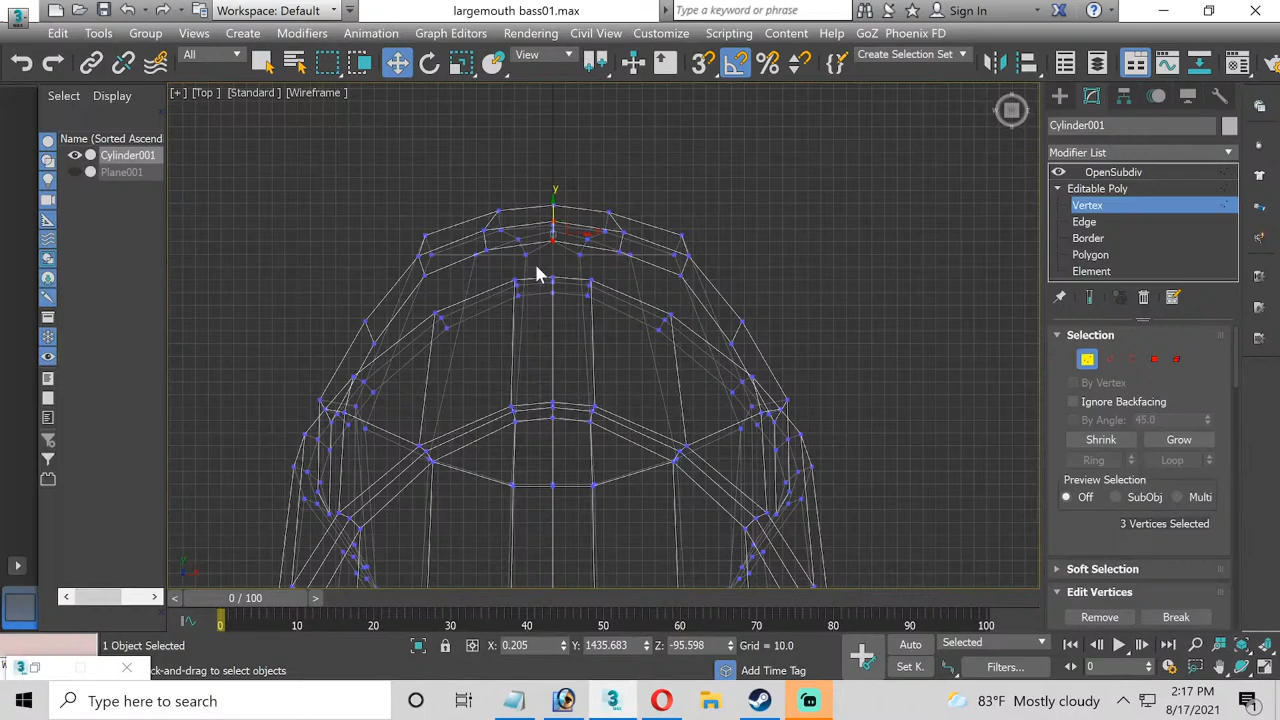 Workspace: Default
largemouth bass01.max
Type a keyword or phrase
Sign In
Edit Tools Group Views Create Modifiers Animation Graph Editors Rendering Civil View Customize Scripting Content Help GoZ Phoenix FD
All
View
Create Selection Set
Select Display
[+] [Top] [Standard] [Wireframe]
Name (Sorted Ascend
Cylinder001
Plane001
y
Cylinder001
Modifier List
OpenSubdiv
Editable Poly
Vertex
Edge
Border
Polygon
Element
Selection
By Vertex
Ignore Backfacing
By Angle: 45.0
Shrink Grow
Ring Loop
Preview Selection
Off SubObj Multi
3 Vertices Selected
Soft Selection
Edit Vertices
Remove Break
0 / 100
0 10 20 30 40 50 60 70 80 90 100
1 Object Selected
X: 0.205 Y: 1435.683 Z: -95.598 Grid = 10.0
Auto Selected
ck-and-drag to select objects
Add Time Tag
Set K. Filters...
0
Type here to search
83°F Mostly cloudy
2:17 PM
8/17/2021
1